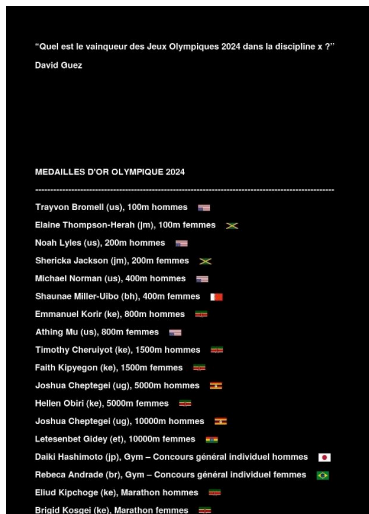 “Quel est le vainqueur des Jeux Olympiques 2024 dans la discipline x ?”
David Guez
MEDAILLES D'OR OLYMPIQUE 2024
----------------------------------------------------------------------------------------------------
Trayvon Bromell (us), 100m hommes
Elaine Thompson-Herah (jm), 100m femmes
Noah Lyles (us), 200m hommes
Shericka Jackson (jm), 200m femmes
Michael Norman (us), 400m hommes
Shaunae Miller-Uibo (bh), 400m femmes
Emmanuel Korir (ke), 800m hommes
Athing Mu (us), 800m femmes
Timothy Cheruiyot (ke), 1500m hommes
Faith Kipyegon (ke), 1500m femmes
Joshua Cheptegei (ug), 5000m hommes
Hellen Obiri (ke), 5000m femmes
Joshua Cheptegei (ug), 10000m hommes
Letesenbet Gidey (et), 10000m femmes
Daiki Hashimoto (jp), Gym – Concours général individuel hommes
Rebeca Andrade (br), Gym – Concours général individuel femmes
Eliud Kipchoge (ke), Marathon hommes
Brigid Kosgei (ke), Marathon femmes